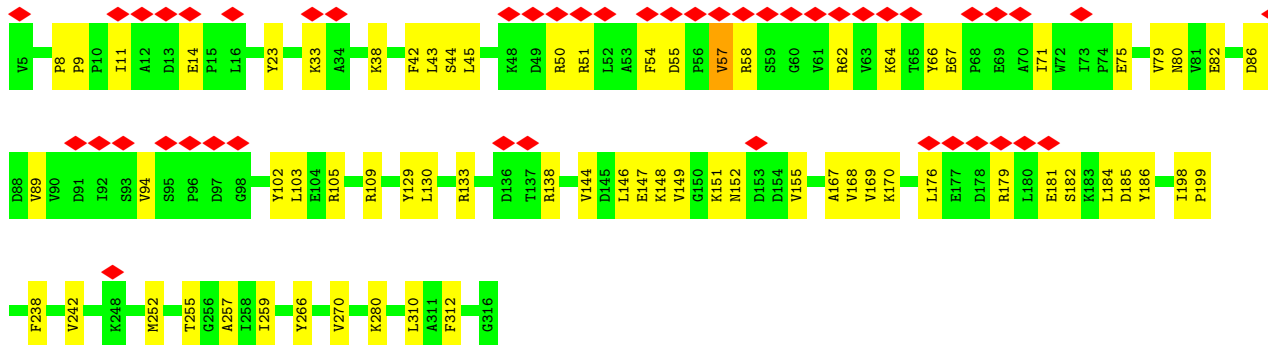 V5 P8 P9 P10 I11 A12 D13 E14 P15 L16 Y23 K33 A34 K38 F42 L43 S44 L45 K48 D49 R50 R51 L52 A53 F54 D55 P56 V57 R58 S59 G60 V61 R62 V63 K64 T65 Y66 E67 P68 E69 A70 I71 W72 I73 P74 E75 V79 N80 V81 E82 D86
D88 V89 V90 D91 I92 S93 V94 S95 P96 D97 G98 Y102 L103 E104 R105 R109 Y129 L130 R133 D136 T137 R138 V144 D145 L146 E147 K148 V149 G150 K151 N152 D153 D154 V155 A167 V168 V169 K170 L176 E177 D178 R179 L180 E181 S182 K183 L184 D185 Y186 I198 P199
F238 V242 K248 M252 T255 G256 A257 I258 I259 Y266 V270 K280 L310 A311 F312 G316